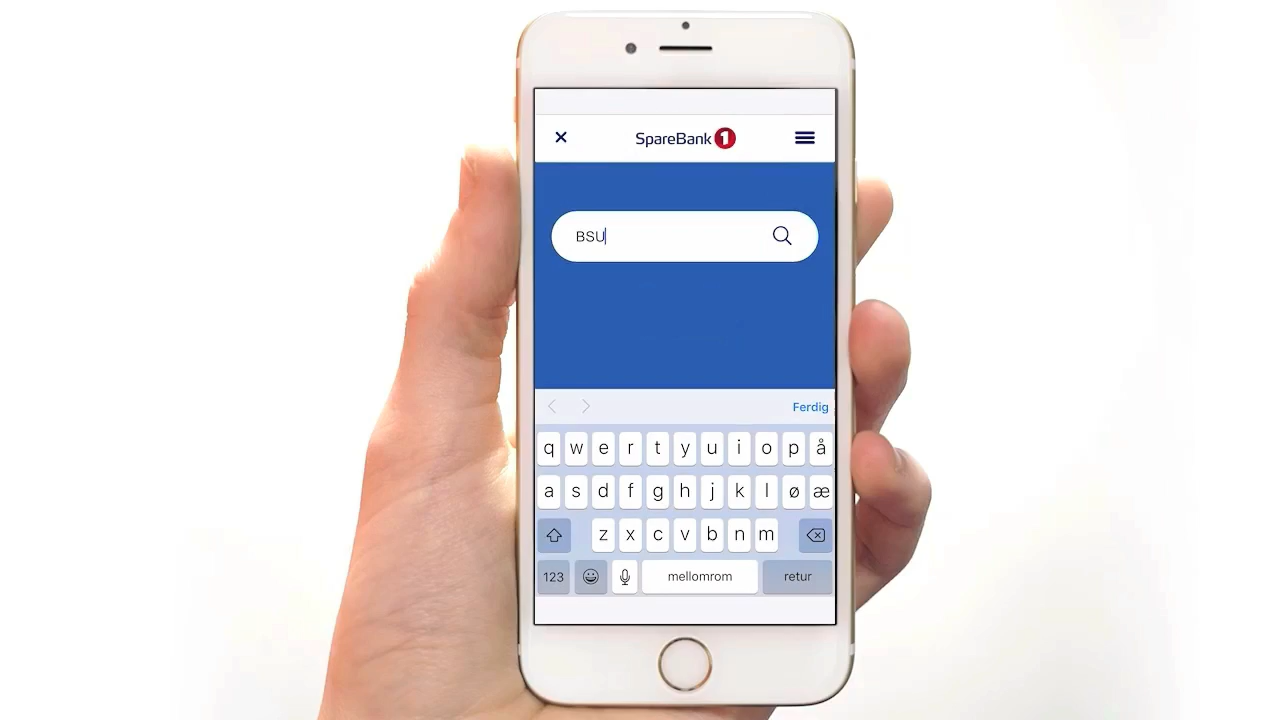 SpareBank 1
BSU
Ferdig
q w e r t y u i o p å
a s d f g h j k l ø æ
z x c v b n m
123 mellomrom retur